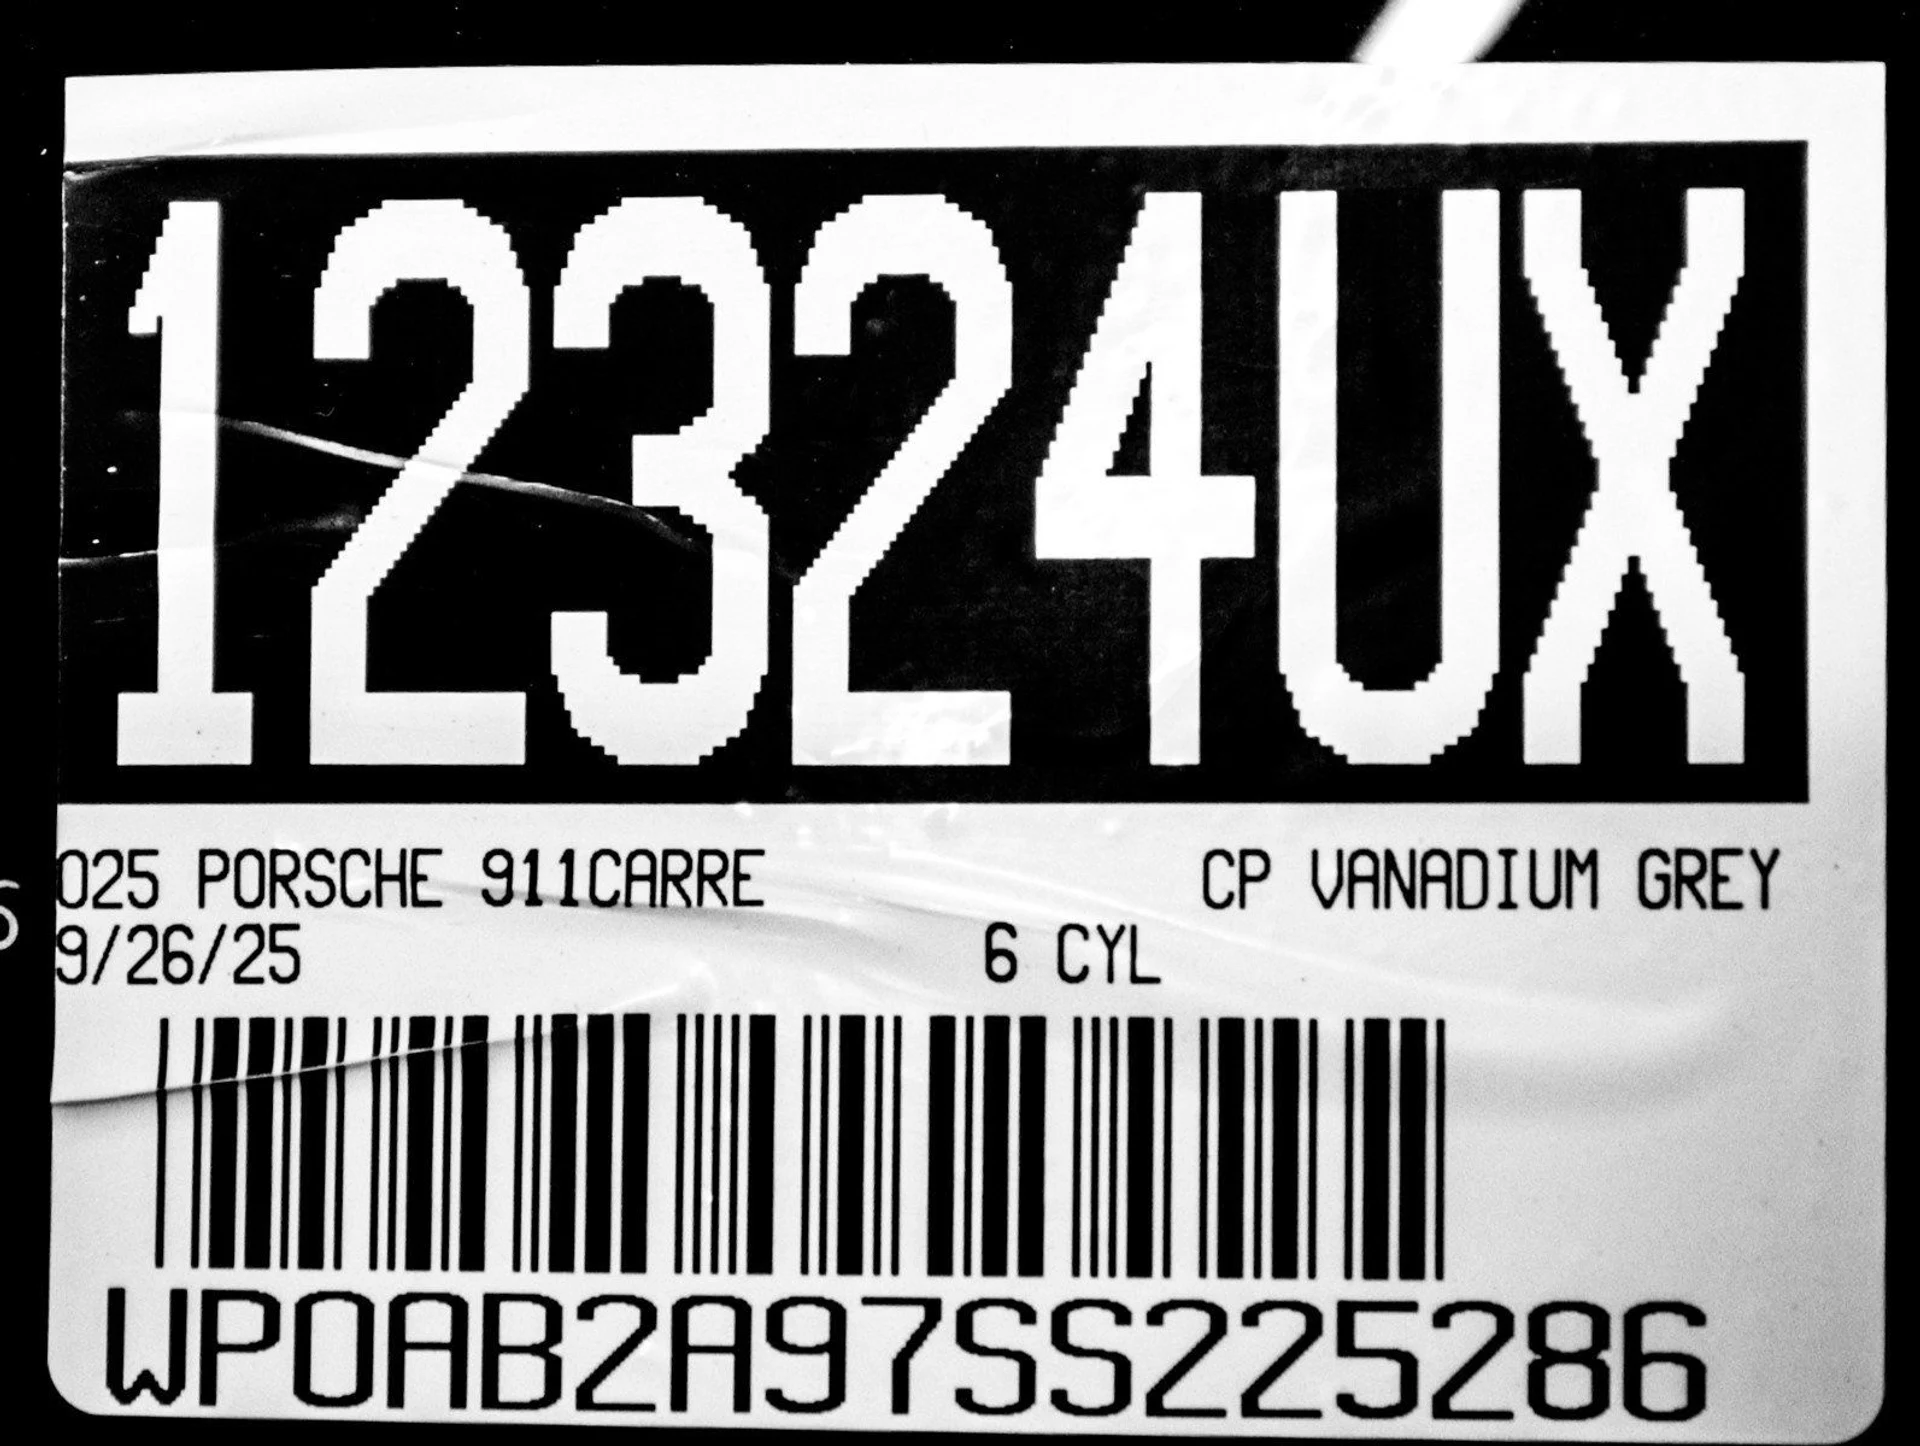 12324UX
025 PORSCHE 911CARRE CP VANADIUM GREY
9/26/25 6 CYL
WP0AB2A97SS225286